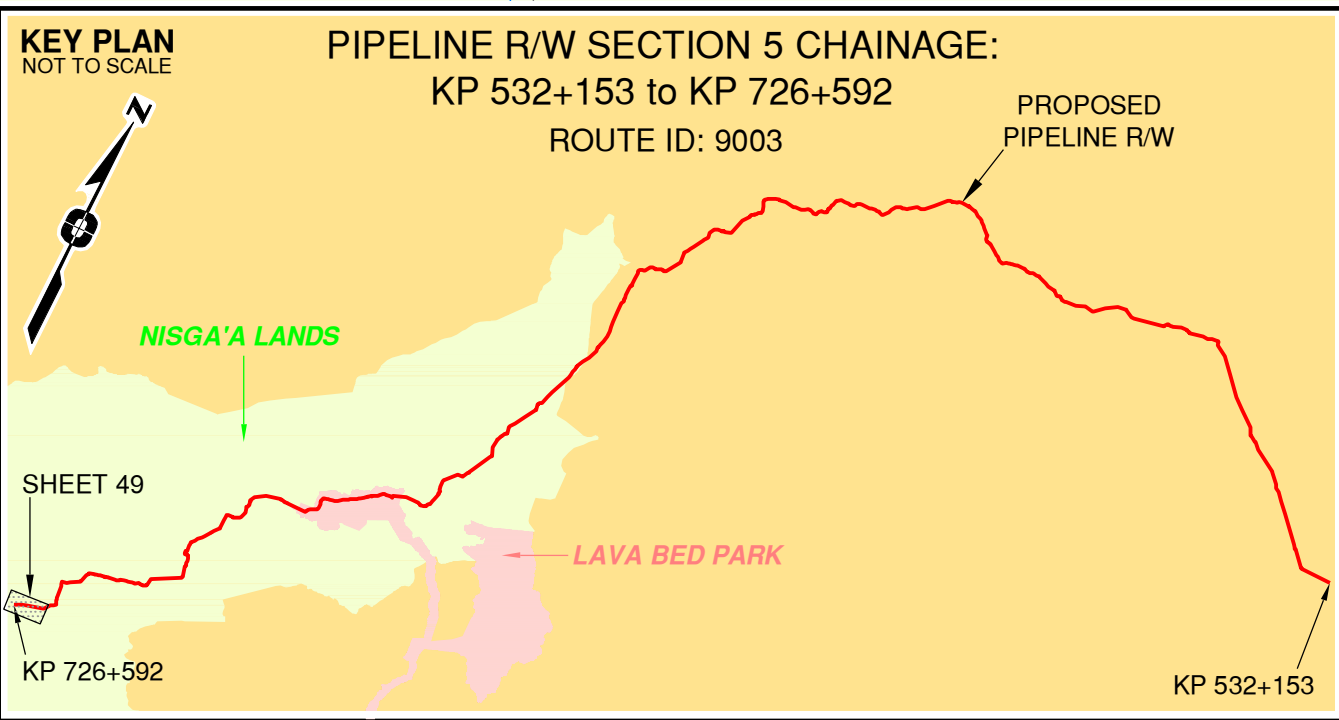 KEY PLAN
NOT TO SCALE
PIPELINE R/W SECTION 5 CHAINAGE:
KP 532+153 to KP 726+592
ROUTE ID: 9003
PROPOSED
PIPELINE R/W
N
NISGA'A LANDS
SHEET 49
LAVA BED PARK
KP 726+592
KP 532+153